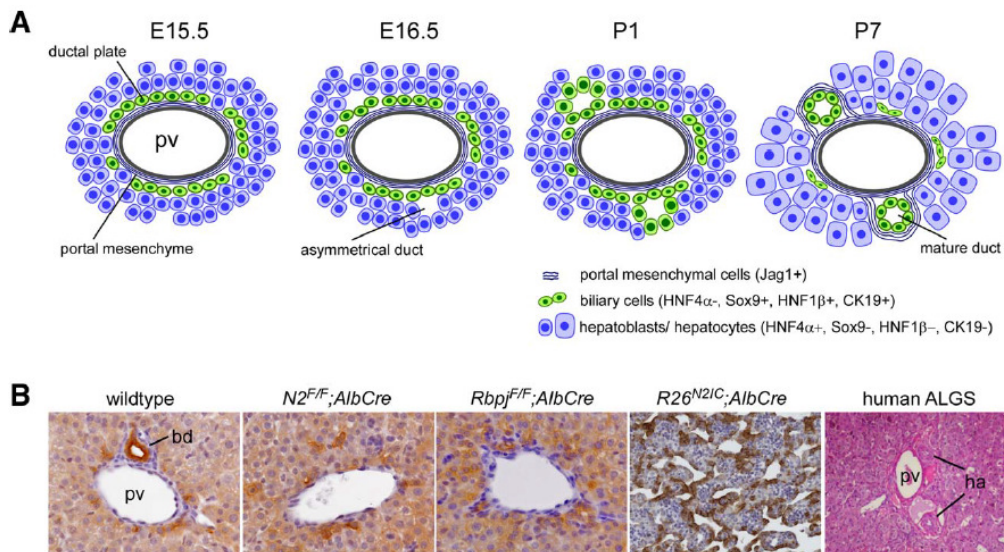 A
E15.5
E16.5
P1
P7
ductal plate
pv
portal mesenchyme
asymmetrical duct
mature duct
portal mesenchymal cells (Jag1+)
biliary cells (HNF4α-, Sox9+, HNF1β+, CK19+)
hepatoblasts/ hepatocytes (HNF4α+, Sox9-, HNF1β–, CK19-)
B
wildtype
N2F/F;AlbCre
RbpjF/F;AlbCre
R26N2IC;AlbCre
human ALGS
bd
pv
pv
ha